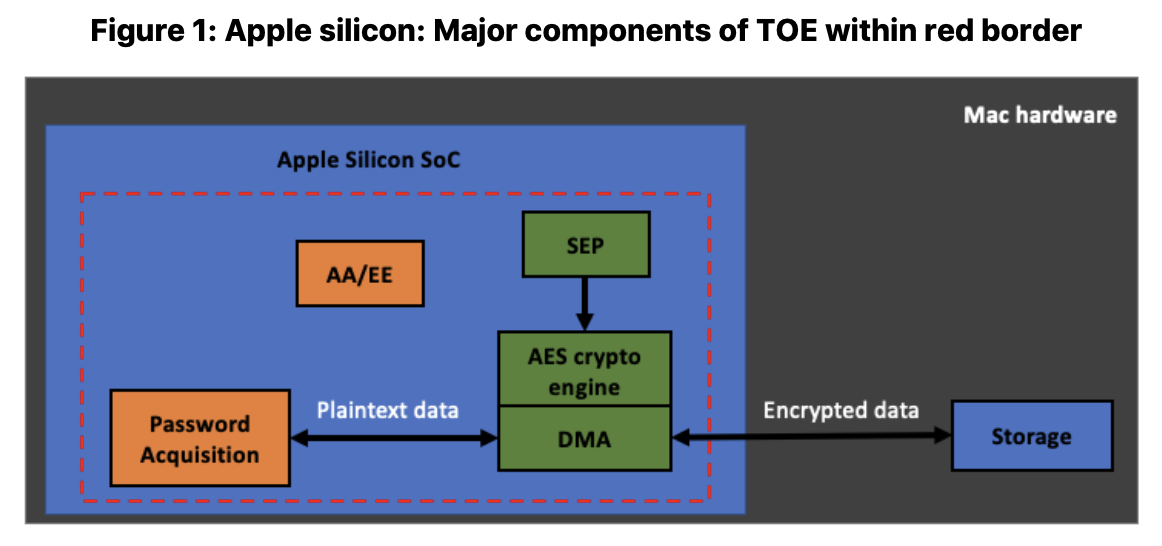 Figure 1: Apple silicon: Major components of TOE within red border
Mac hardware
Apple Silicon SoC
SEP
AA/EE
AES crypto
engine
Password
Acquisition
Plaintext data
DMA
Encrypted data
Storage